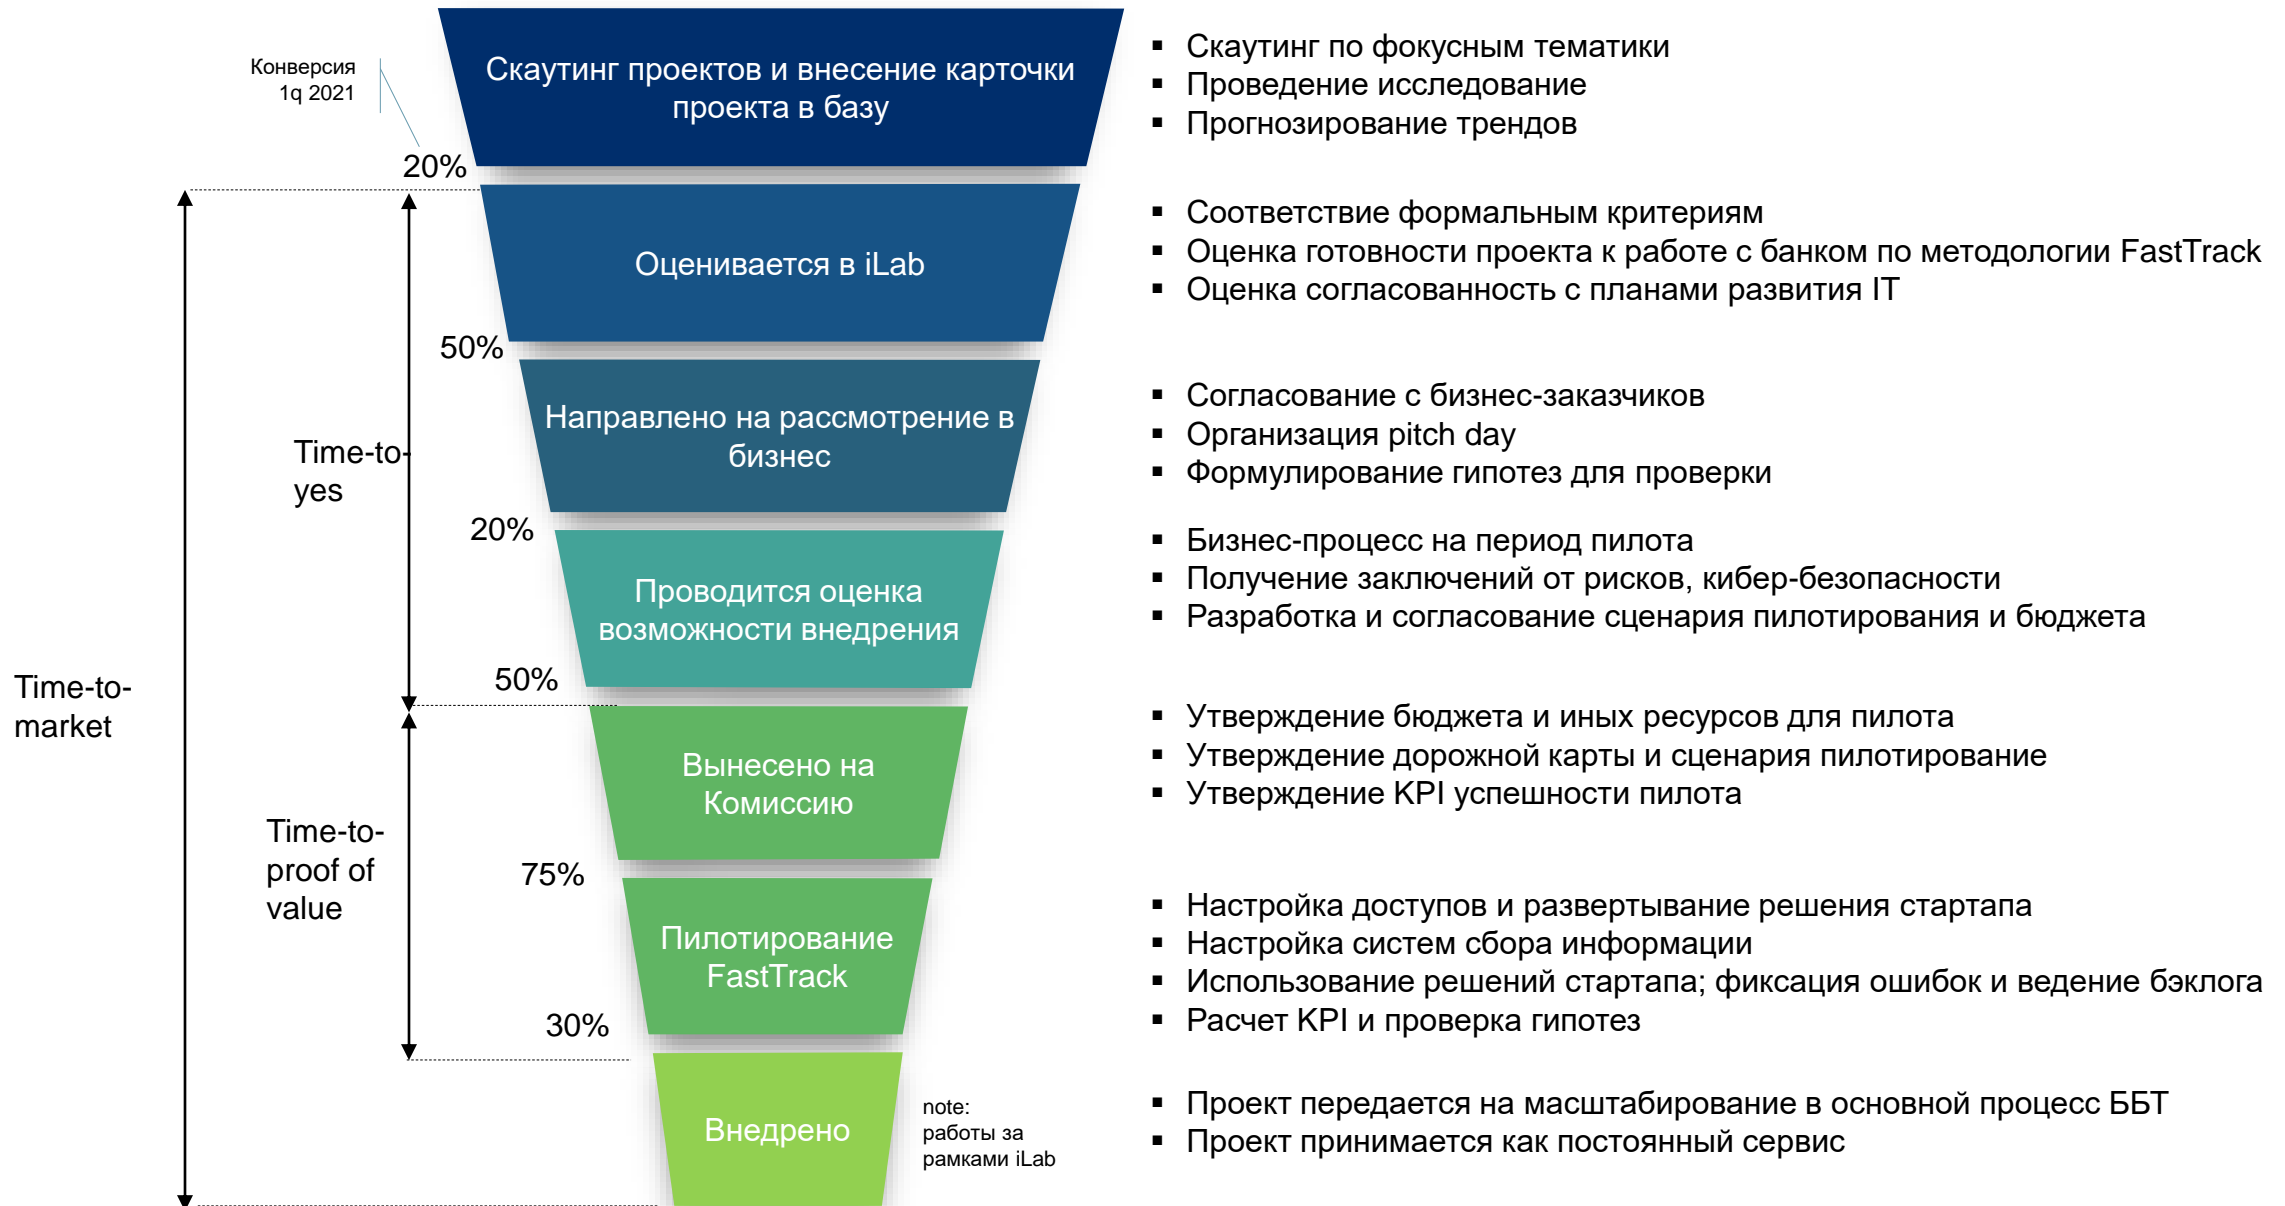 Конверсия
1q 2021
Скаутинг проектов и внесение карточки
проекта в базу
▪ Скаутинг по фокусным тематики
▪ Проведение исследование
▪ Прогнозирование трендов
20%
Оценивается в iLab
▪ Соответствие формальным критериям
▪ Оценка готовности проекта к работе с банком по методологии FastTrack
▪ Оценка согласованность с планами развития IT
50%
Направлено на рассмотрение в
бизнес
▪ Согласование с бизнес-заказчиков
▪ Организация pitch day
▪ Формулирование гипотез для проверки
Time-to-
yes
20%
Проводится оценка
возможности внедрения
▪ Бизнес-процесс на период пилота
▪ Получение заключений от рисков, кибер-безопасности
▪ Разработка и согласование сценария пилотирования и бюджета
50%
Time-to-
market
Вынесено на
Комиссию
▪ Утверждение бюджета и иных ресурсов для пилота
▪ Утверждение дорожной карты и сценария пилотирование
▪ Утверждение KPI успешности пилота
Time-to-
proof of
value
75%
Пилотирование
FastTrack
▪ Настройка доступов и развертывание решения стартапа
▪ Настройка систем сбора информации
▪ Использование решений стартапа; фиксация ошибок и ведение бэклога
▪ Расчет KPI и проверка гипотез
30%
Внедрено
note:
работы за
рамками iLab
▪ Проект передается на масштабирование в основной процесс ББТ
▪ Проект принимается как постоянный сервис